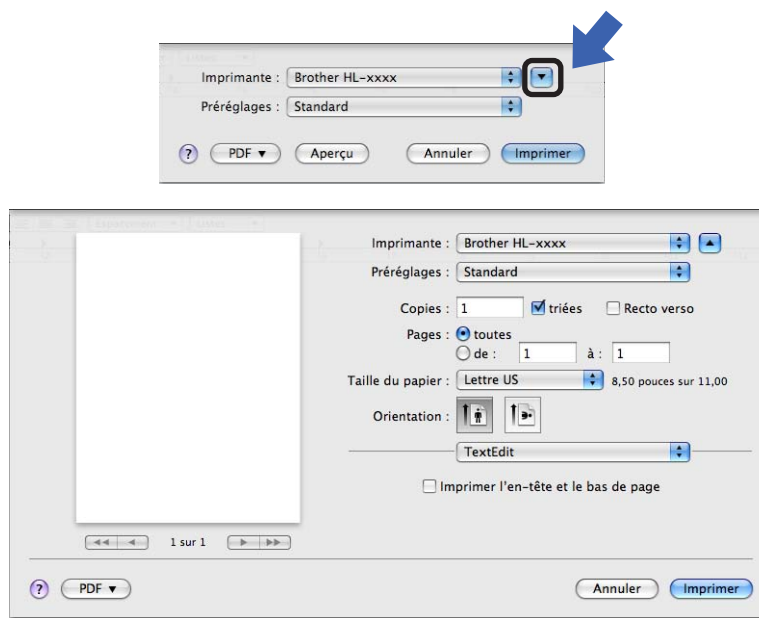 Imprimante : Brother HL-xxxx
Préréglages : Standard
? PDF Aperçu Annuler Imprimer
Imprimante : Brother HL-xxxx
Préréglages : Standard
Copies : 1 triées Recto verso
Pages : toutes
de : 1 à : 1
Taille du papier : Lettre US 8,50 pouces sur 11,00
Orientation :
TextEdit
Imprimer l'en-tête et le bas de page
1 sur 1
? PDF Annuler Imprimer